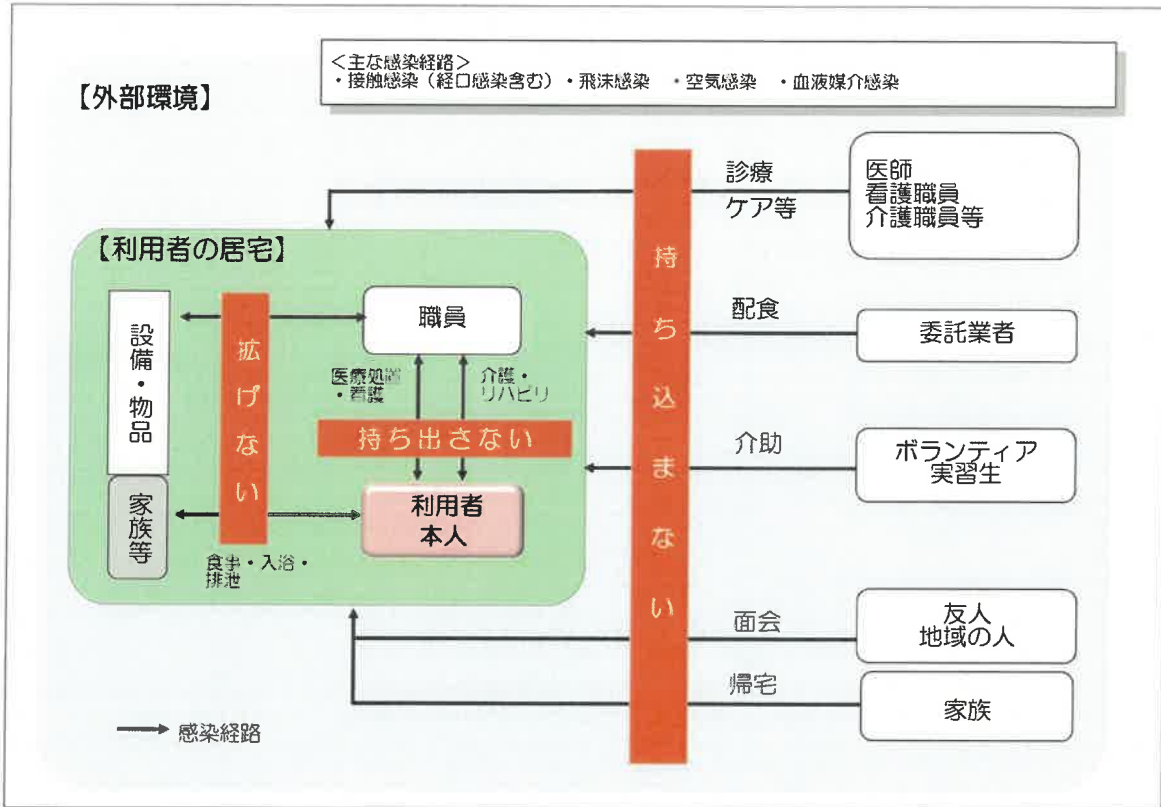 <主な感染経路>
・接触感染（経口感染含む）・飛沫感染　・空気感染　・血液媒介感染
【外部環境】
診療
ケア等
医師
看護職員
介護職員等
持ち込まない
【利用者の居宅】
設備・物品
拡げない
職員
配食
委託業者
医療処置
・看護
介護・
リハビリ
持ち出さない
介助
ボランティア
実習生
家族等
利用者
本人
食事・入浴・
排泄
面会
友人
地域の人
帰宅
家族
感染経路